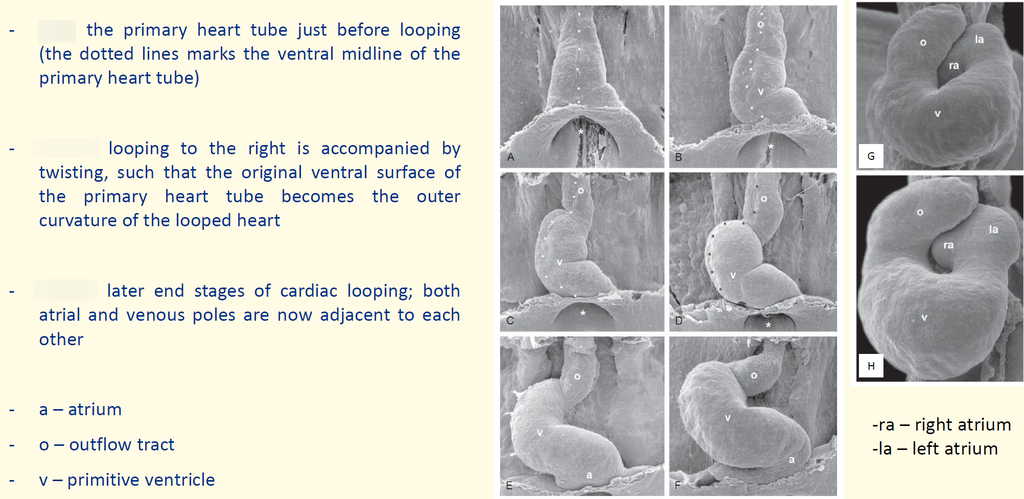 - the primary heart tube just before looping
(the dotted lines marks the ventral midline of the
primary heart tube)
- looping to the right is accompanied by
twisting, such that the original ventral surface of
the primary heart tube becomes the outer
curvature of the looped heart
- later end stages of cardiac looping; both
atrial and venous poles are now adjacent to each
other
- a – atrium
- o – outflow tract
- v – primitive ventricle
*
A
o
v
*
B
o
v
*
C
o
v
*
D
o
v
a
E
o
v
a
F
o
la
ra
v
G
o
la
ra
v
H
-ra – right atrium
-la – left atrium